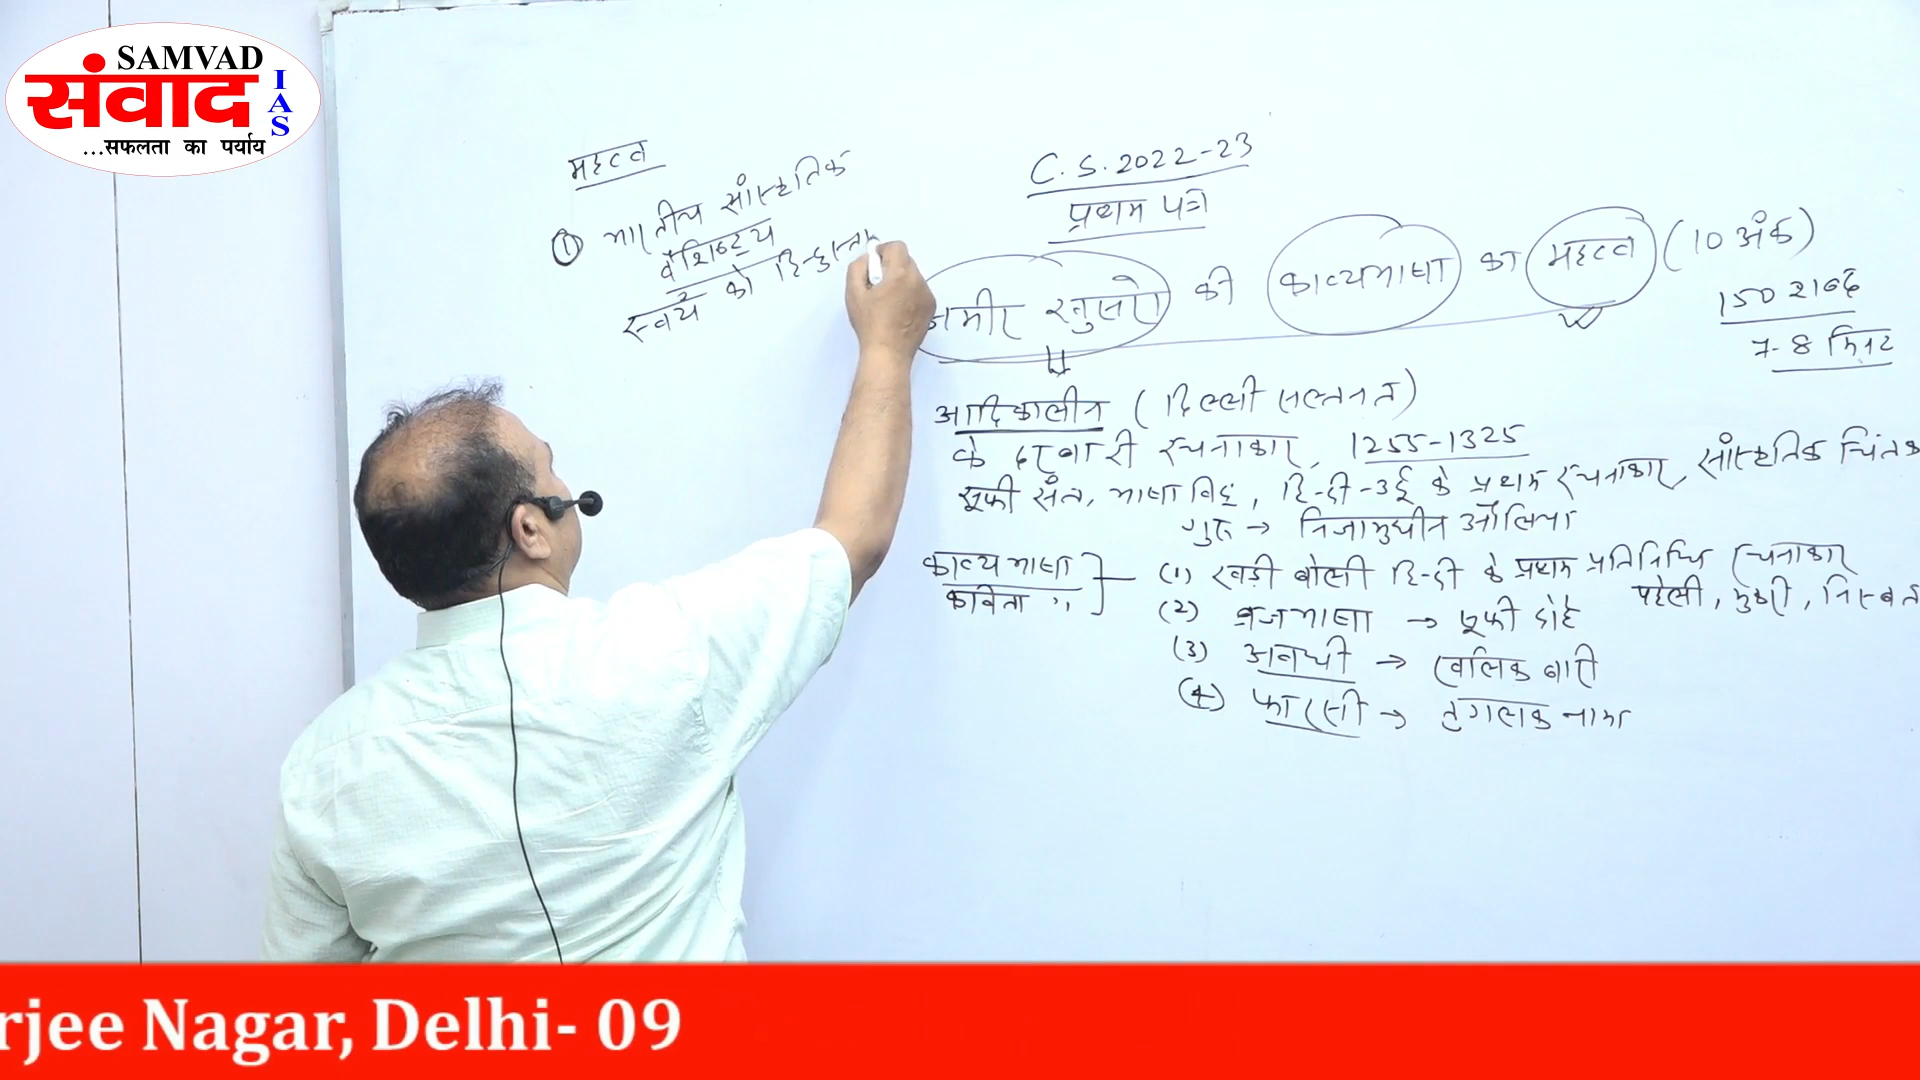 SAMVAD
संवाद
IAS
...सफलता का पर्याय
महत्व
① भारतीय सांस्कृतिक
वैशिष्ट्य
स्वयं को हिन्दुस्ता
C.S. 2022-23
प्रथम पत्र
अमीर खुसरो की काव्यभाषा का महत्व (10 अंक)
150 शब्द
7-8 मिनट
आदिकालीन (दिल्ली सल्तनत)
के दरबारी रचनाकार, 1255-1325
सूफी संत, भाषा विद्, हिन्दी-उर्दू के प्रथम रचनाकार, सांस्कृतिक चिंतक
गुरु → निजामुद्दीन औलिया
काव्यभाषा
कविता ''
(1) खड़ी बोली हिन्दी के प्रथम प्रतिनिधि रचनाकार
पहेली, मुकरी, निस्बत
(2) ब्रजभाषा → सूफी दोहे
(3) अवधी → खालिक बारी
(4) फारसी → तुगलक नामा
rjee Nagar, Delhi- 09